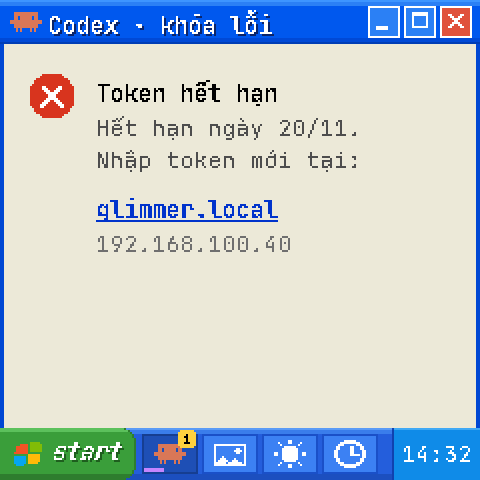 Codex · khóa lỗi
Token hết hạn
Hết hạn ngày 20/11.
Nhập token mới tại:
glimmer.local
192.168.100.40
start
1
14:32